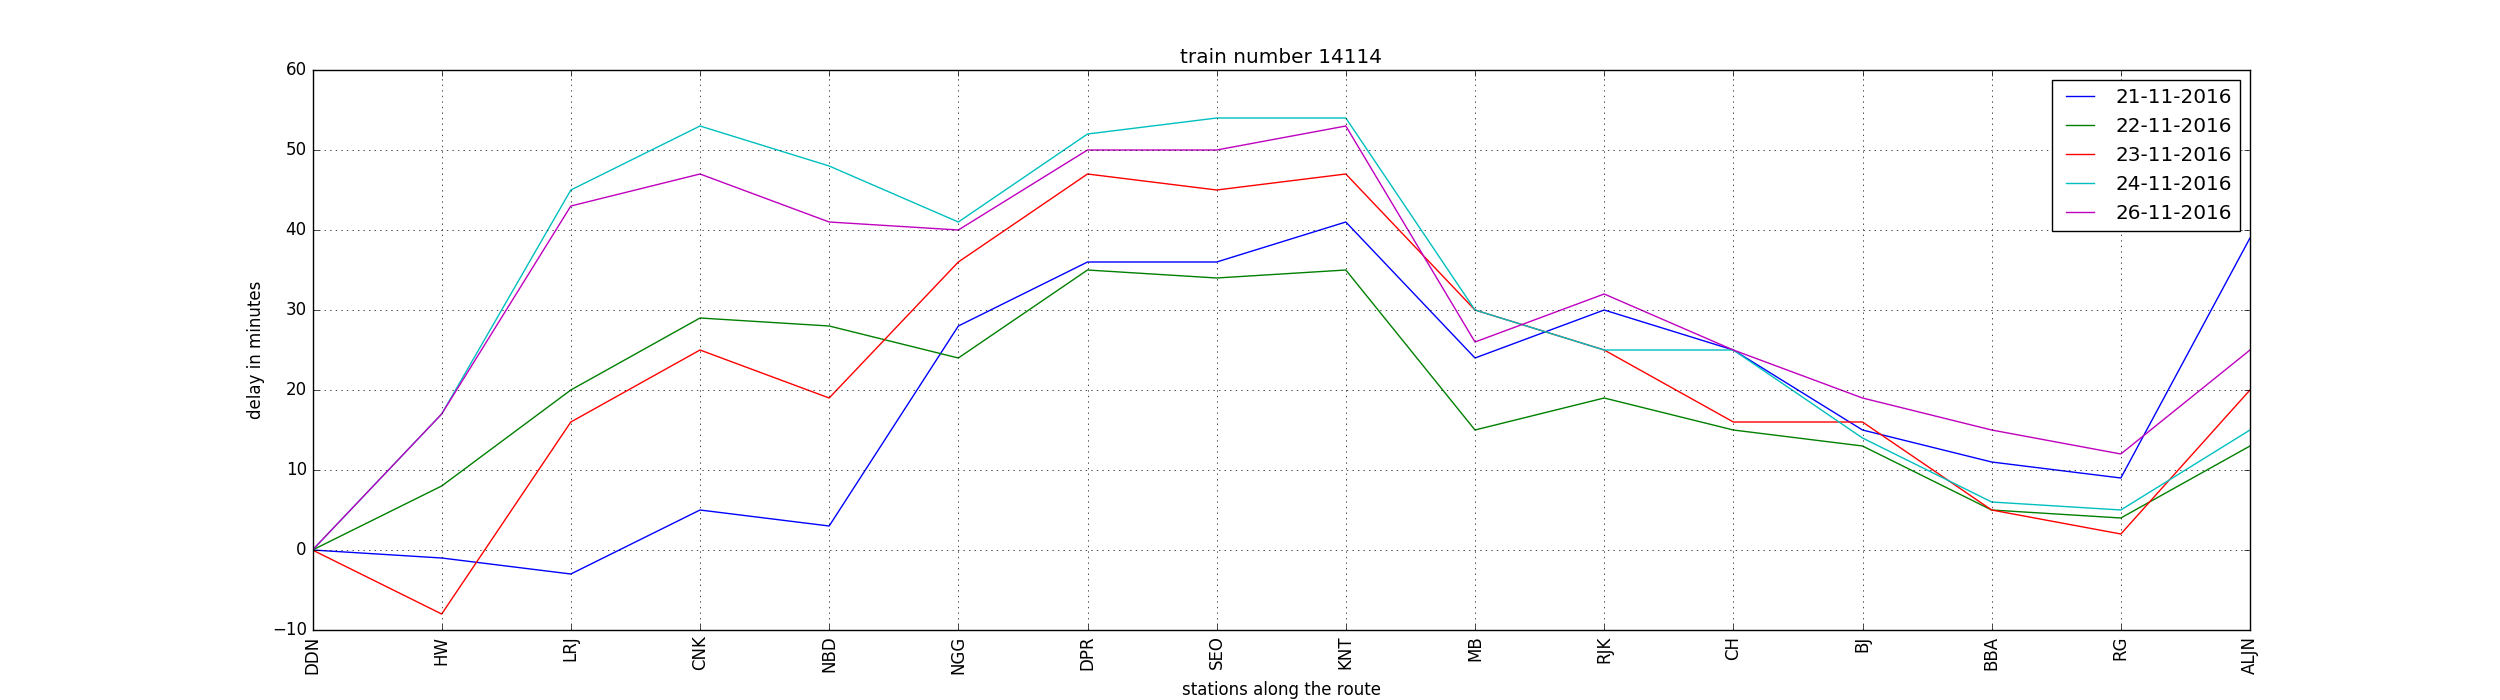 train number 14114
60
50
40
30
20
10
0
−10
delay in minutes
21-11-2016
22-11-2016
23-11-2016
24-11-2016
26-11-2016
DDN
HW
LRJ
CNK
NBD
NGG
DPR
SEO
KNT
MB
RJK
CH
BJ
BBA
RG
ALJN
stations along the route